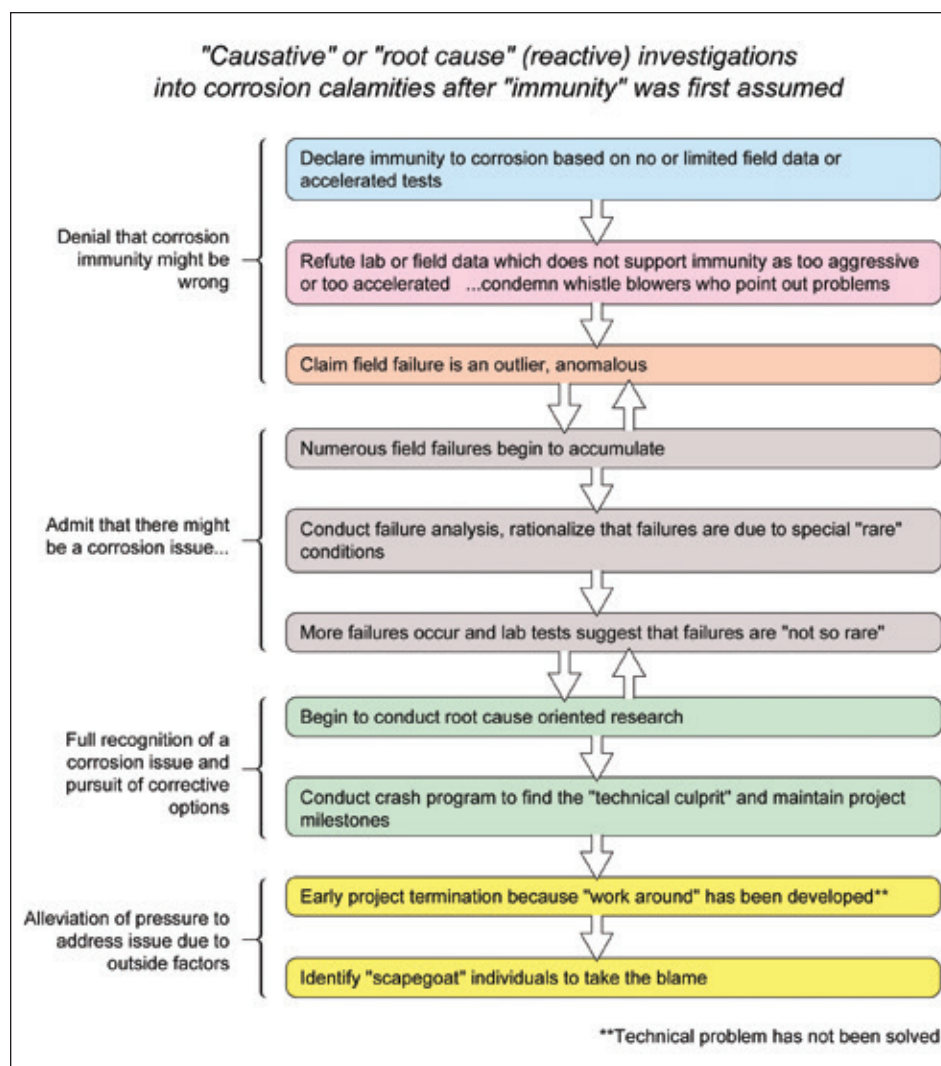 "Causative" or "root cause" (reactive) investigations
into corrosion calamities after "immunity" was first assumed
Denial that corrosion
immunity might be
wrong
Declare immunity to corrosion based on no or limited field data or
accelerated tests
Refute lab or field data which does not support immunity as too aggressive
or too accelerated ...condemn whistle blowers who point out problems
Claim field failure is an outlier, anomalous
Admit that there might
be a corrosion issue...
Numerous field failures begin to accumulate
Conduct failure analysis, rationalize that failures are due to special "rare"
conditions
More failures occur and lab tests suggest that failures are "not so rare"
Full recognition of a
corrosion issue and
pursuit of corrective
options
Begin to conduct root cause oriented research
Conduct crash program to find the "technical culprit" and maintain project
milestones
Alleviation of pressure to
address issue due to
outside factors
Early project termination because "work around" has been developed**
Identify "scapegoat" individuals to take the blame
**Technical problem has not been solved